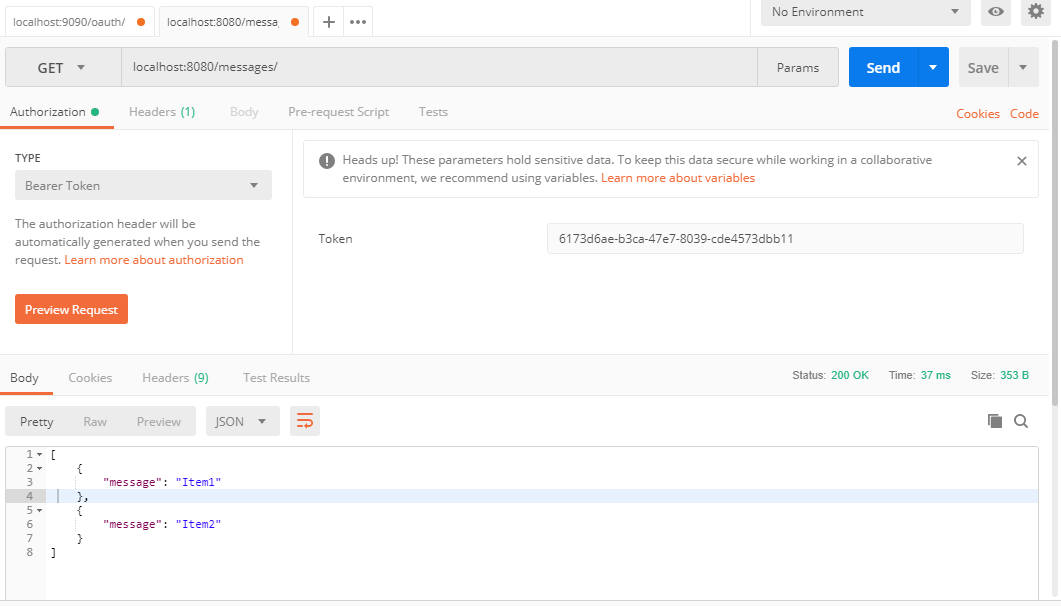 localhost:9090/oauth/
localhost:8080/messa
No Environment
GET
localhost:8080/messages/
Params
Send
Save
Authorization
Headers (1)
Body
Pre-request Script
Tests
Cookies
Code
TYPE
Bearer Token
The authorization header will be
automatically generated when you send the
request. Learn more about authorization
Preview Request
Heads up! These parameters hold sensitive data. To keep this data secure while working in a collaborative
environment, we recommend using variables. Learn more about variables
Token
6173d6ae-b3ca-47e7-8039-cde4573dbb11
Body
Cookies
Headers (9)
Test Results
Status: 200 OK
Time: 37 ms
Size: 353 B
Pretty
Raw
Preview
JSON
1 [
2 {
3 "message": "Item1"
4 },
5 {
6 "message": "Item2"
7 }
8 ]